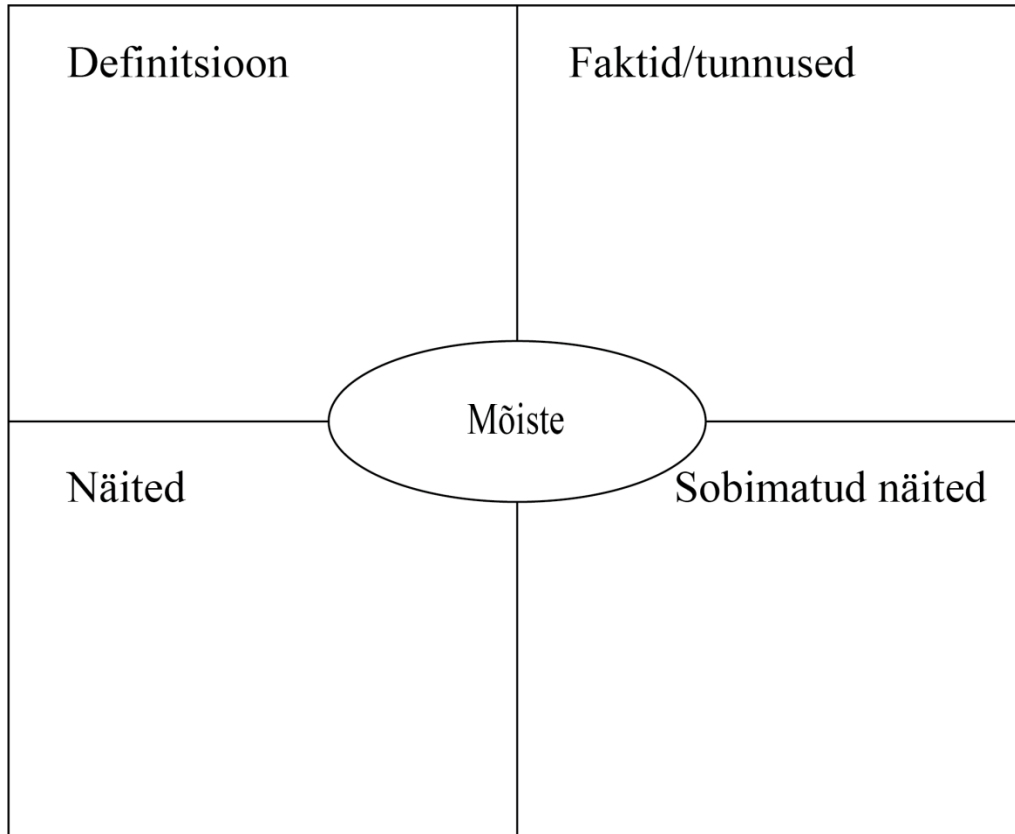 Definitsioon
Faktid/tunnused
Mõiste
Näited
Sobimatud näited